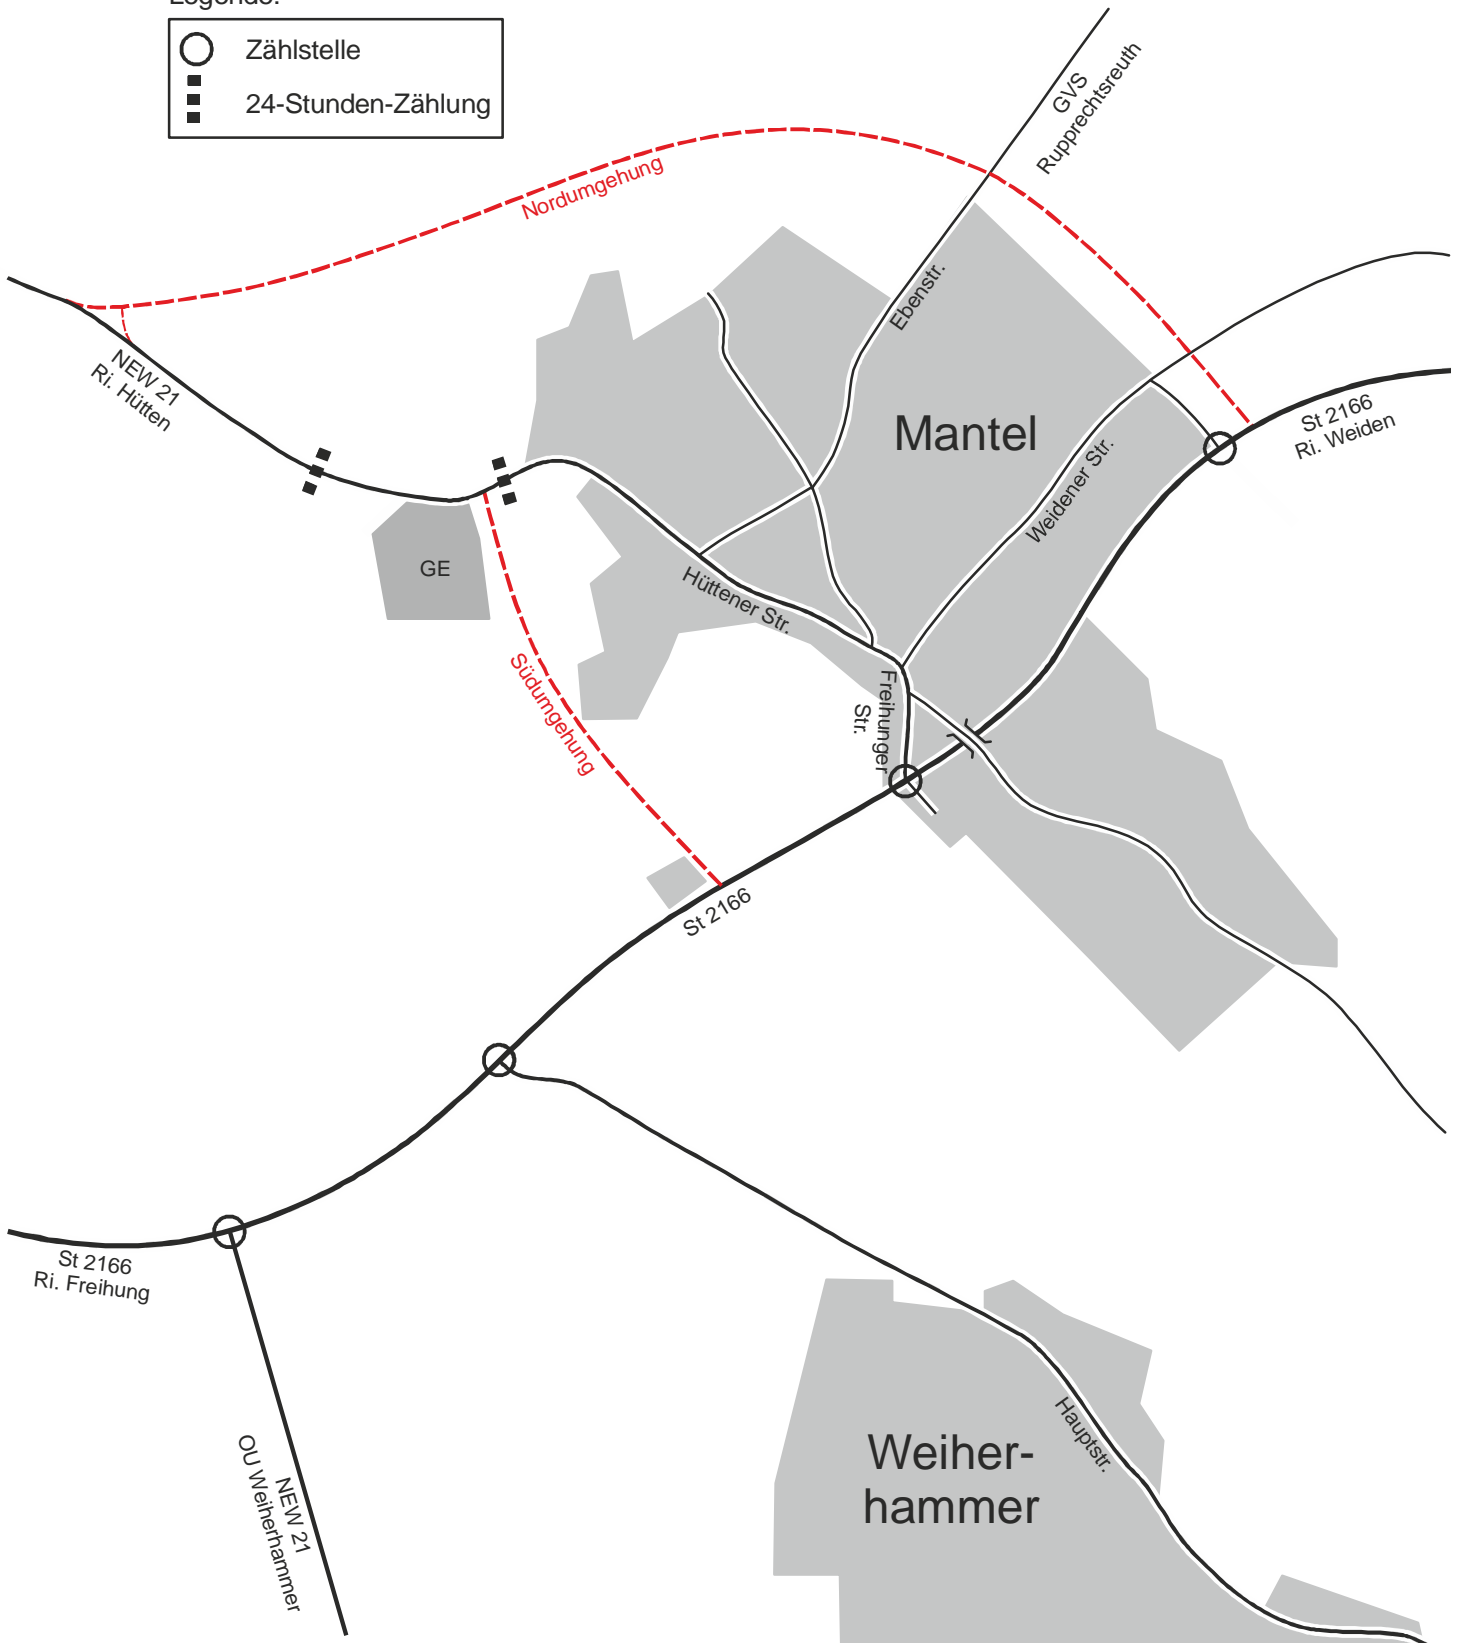 Legende:
Zählstelle
24-Stunden-Zählung
GVS
Rupprechtsreuth
Nordumgehung
Ebenstr.
NEW 21
Ri. Hütten
St 2166
Ri. Weiden
Mantel
Weidener Str.
GE
Hüttener Str.
Südumgehung
Freihunger
Str.
St 2166
St 2166
Ri. Freihung
Hauptstr.
Weiher-
hammer
NEW 21
OU Weiherhammer